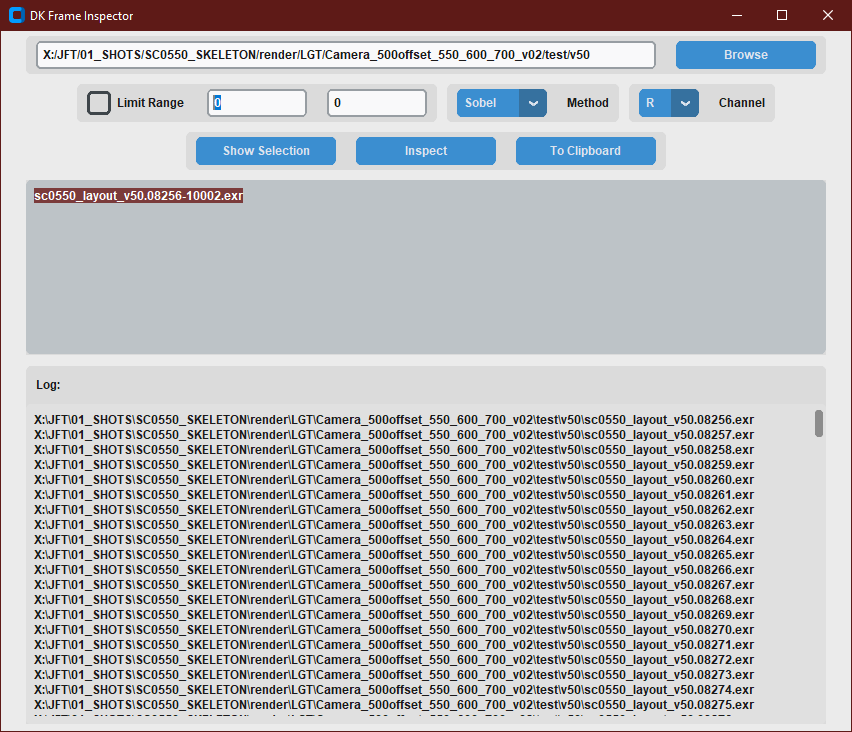 DK Frame Inspector
X:/JFT/01_SHOTS/SC0550_SKELETON/render/LGT/Camera_500offset_550_600_700_v02/test/v50 Browse
Limit Range 0 0 Sobel Method R Channel
Show Selection Inspect To Clipboard
sc0550_layout_v50.08256-10002.exr
Log:
X:\JFT\01_SHOTS\SC0550_SKELETON\render\LGT\Camera_500offset_550_600_700_v02\test\v50\sc0550_layout_v50.08256.exr
X:\JFT\01_SHOTS\SC0550_SKELETON\render\LGT\Camera_500offset_550_600_700_v02\test\v50\sc0550_layout_v50.08257.exr
X:\JFT\01_SHOTS\SC0550_SKELETON\render\LGT\Camera_500offset_550_600_700_v02\test\v50\sc0550_layout_v50.08258.exr
X:\JFT\01_SHOTS\SC0550_SKELETON\render\LGT\Camera_500offset_550_600_700_v02\test\v50\sc0550_layout_v50.08259.exr
X:\JFT\01_SHOTS\SC0550_SKELETON\render\LGT\Camera_500offset_550_600_700_v02\test\v50\sc0550_layout_v50.08260.exr
X:\JFT\01_SHOTS\SC0550_SKELETON\render\LGT\Camera_500offset_550_600_700_v02\test\v50\sc0550_layout_v50.08261.exr
X:\JFT\01_SHOTS\SC0550_SKELETON\render\LGT\Camera_500offset_550_600_700_v02\test\v50\sc0550_layout_v50.08262.exr
X:\JFT\01_SHOTS\SC0550_SKELETON\render\LGT\Camera_500offset_550_600_700_v02\test\v50\sc0550_layout_v50.08263.exr
X:\JFT\01_SHOTS\SC0550_SKELETON\render\LGT\Camera_500offset_550_600_700_v02\test\v50\sc0550_layout_v50.08264.exr
X:\JFT\01_SHOTS\SC0550_SKELETON\render\LGT\Camera_500offset_550_600_700_v02\test\v50\sc0550_layout_v50.08265.exr
X:\JFT\01_SHOTS\SC0550_SKELETON\render\LGT\Camera_500offset_550_600_700_v02\test\v50\sc0550_layout_v50.08266.exr
X:\JFT\01_SHOTS\SC0550_SKELETON\render\LGT\Camera_500offset_550_600_700_v02\test\v50\sc0550_layout_v50.08267.exr
X:\JFT\01_SHOTS\SC0550_SKELETON\render\LGT\Camera_500offset_550_600_700_v02\test\v50\sc0550_layout_v50.08268.exr
X:\JFT\01_SHOTS\SC0550_SKELETON\render\LGT\Camera_500offset_550_600_700_v02\test\v50\sc0550_layout_v50.08269.exr
X:\JFT\01_SHOTS\SC0550_SKELETON\render\LGT\Camera_500offset_550_600_700_v02\test\v50\sc0550_layout_v50.08270.exr
X:\JFT\01_SHOTS\SC0550_SKELETON\render\LGT\Camera_500offset_550_600_700_v02\test\v50\sc0550_layout_v50.08271.exr
X:\JFT\01_SHOTS\SC0550_SKELETON\render\LGT\Camera_500offset_550_600_700_v02\test\v50\sc0550_layout_v50.08272.exr
X:\JFT\01_SHOTS\SC0550_SKELETON\render\LGT\Camera_500offset_550_600_700_v02\test\v50\sc0550_layout_v50.08273.exr
X:\JFT\01_SHOTS\SC0550_SKELETON\render\LGT\Camera_500offset_550_600_700_v02\test\v50\sc0550_layout_v50.08274.exr
X:\JFT\01_SHOTS\SC0550_SKELETON\render\LGT\Camera_500offset_550_600_700_v02\test\v50\sc0550_layout_v50.08275.exr